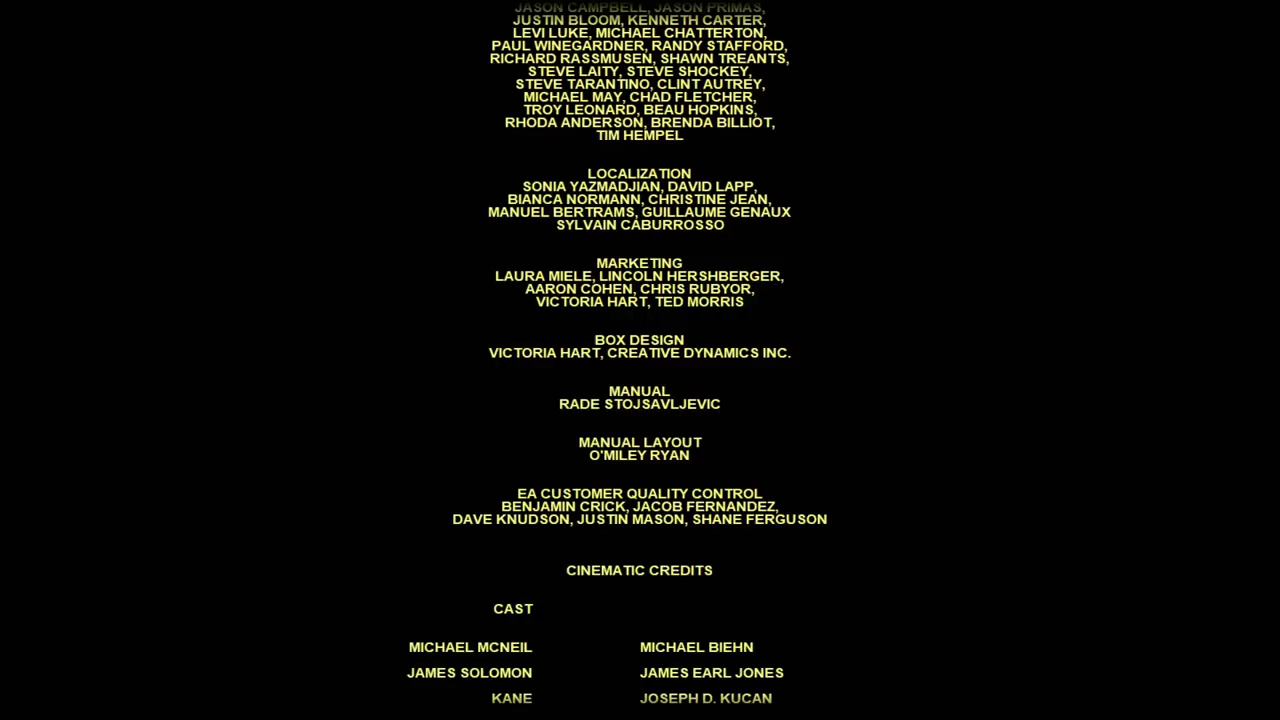 JASON CAMPBELL, JASON PRIMAS,
JUSTIN BLOOM, KENNETH CARTER,
LEVI LUKE, MICHAEL CHATTERTON,
PAUL WINEGARDNER, RANDY STAFFORD,
RICHARD RASSMUSEN, SHAWN TREANTS,
STEVE LAITY, STEVE SHOCKEY,
STEVE TARANTINO, CLINT AUTREY,
MICHAEL MAY, CHAD FLETCHER,
TROY LEONARD, BEAU HOPKINS,
RHODA ANDERSON, BRENDA BILLIOT,
TIM HEMPEL
LOCALIZATION
SONIA YAZMADJIAN, DAVID LAPP,
BIANCA NORMANN, CHRISTINE JEAN,
MANUEL BERTRAMS, GUILLAUME GENAUX
SYLVAIN CABURROSSO
MARKETING
LAURA MIELE, LINCOLN HERSHBERGER,
AARON COHEN, CHRIS RUBYOR,
VICTORIA HART, TED MORRIS
BOX DESIGN
VICTORIA HART, CREATIVE DYNAMICS INC.
MANUAL
RADE STOJSAVLJEVIC
MANUAL LAYOUT
O'MILEY RYAN
EA CUSTOMER QUALITY CONTROL
BENJAMIN CRICK, JACOB FERNANDEZ,
DAVE KNUDSON, JUSTIN MASON, SHANE FERGUSON
CINEMATIC CREDITS
CAST
MICHAEL MCNEIL MICHAEL BIEHN
JAMES SOLOMON JAMES EARL JONES
KANE JOSEPH D. KUCAN